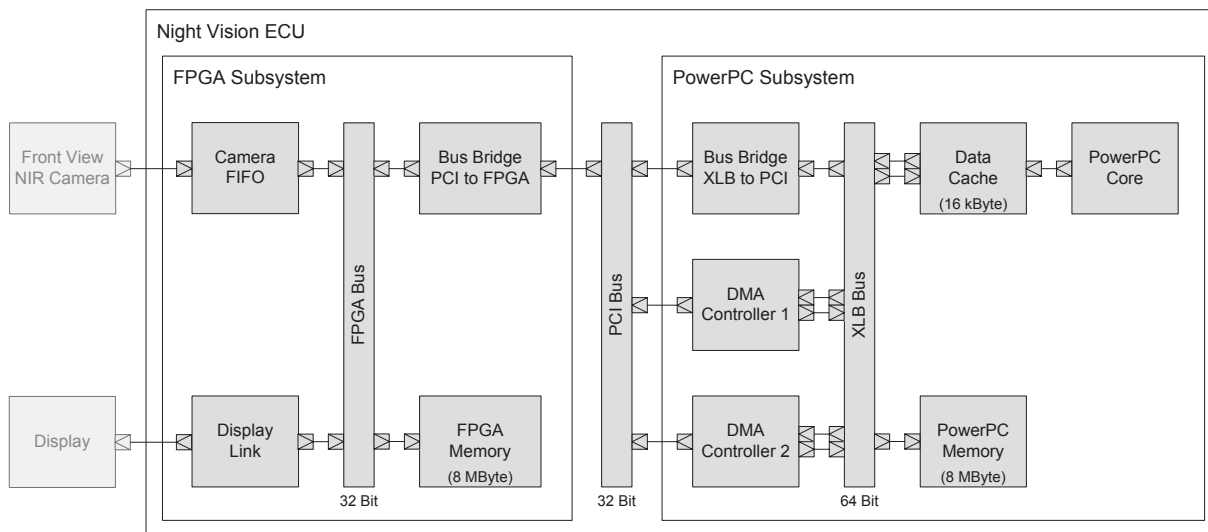 Night Vision ECU
FPGA Subsystem
PowerPC Subsystem
Front View
NIR Camera
Camera
FIFO
Bus Bridge
PCI to FPGA
Bus Bridge
XLB to PCI
Data
Cache
(16 kByte)
PowerPC
Core
FPGA Bus
PCI Bus
DMA
Controller 1
XLB Bus
Display
Display
Link
FPGA
Memory
(8 MByte)
DMA
Controller 2
PowerPC
Memory
(8 MByte)
32 Bit
32 Bit
64 Bit